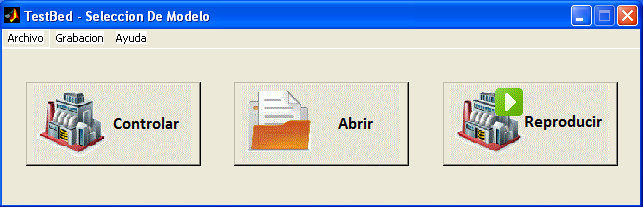 TestBed - Seleccion De Modelo
Archivo Grabacion Ayuda
Controlar Abrir Reproducir